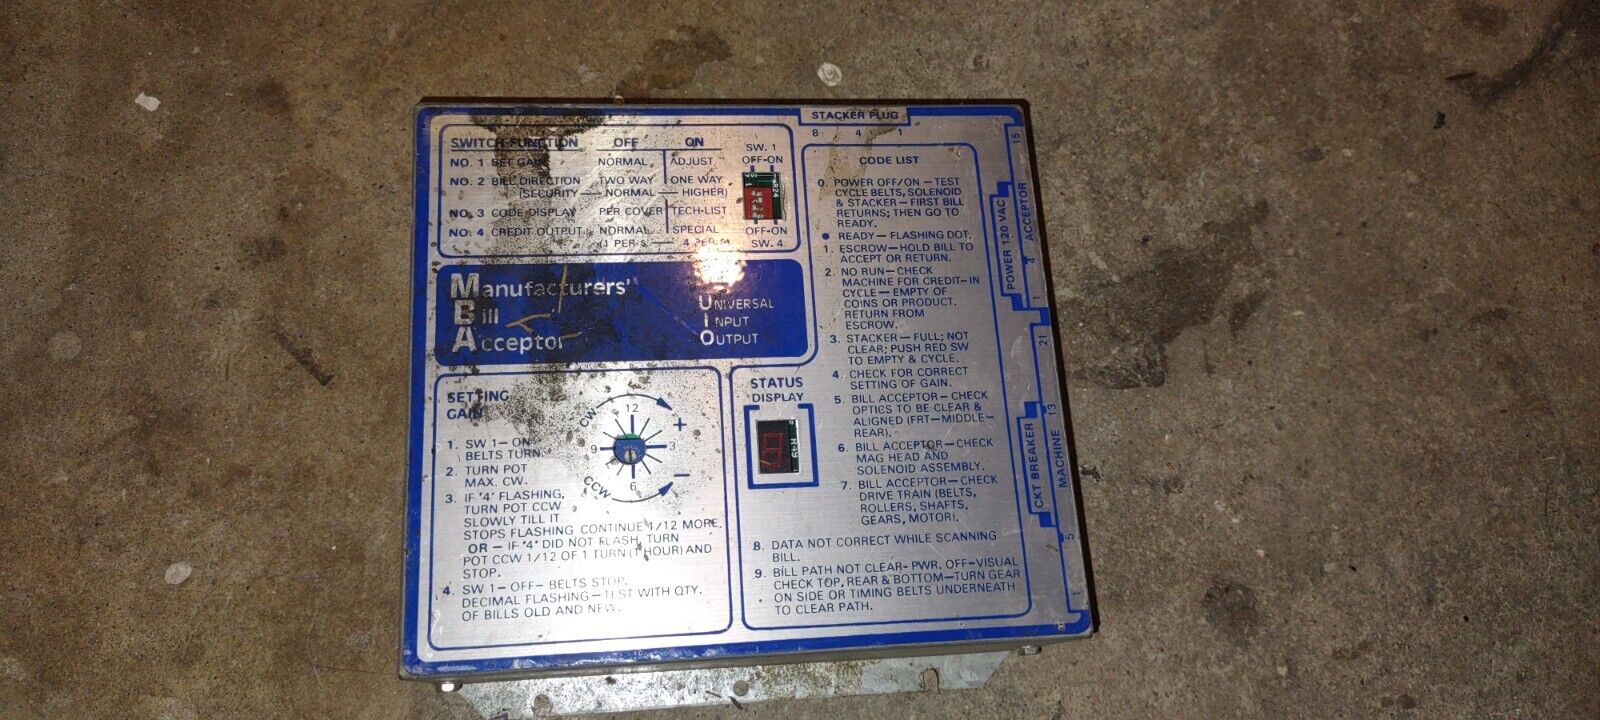 STACKER PLUG
8 4 1
SWITCH-FUNCTION OFF ON
NO. 1 SET GAIN NORMAL ADJUST
NO. 2 BILL DIRECTION TWO WAY ONE WAY
(SECURITY — NORMAL — HIGHER)
NO. 3 CODE DISPLAY PER COVER TECH-LIST
NO. 4 CREDIT OUTPUT NORMAL SPECIAL
(1 PER $ — 4 PER $)
SW. 1
OFF-ON
R24
OFF-ON
SW. 4
Manufacturers'
Bill
Acceptor
UNIVERSAL
INPUT
OUTPUT
SETTING
GAIN
1. SW 1-ON
BELTS TURN.
2. TURN POT
MAX. CW.
3. IF "4" FLASHING,
TURN POT CCW
SLOWLY TILL IT
STOPS FLASHING CONTINUE 1/12 MORE.
OR — IF "4" DID NOT FLASH, TURN
POT CCW 1/12 OF 1 TURN (1 HOUR) AND
STOP.
4. SW 1-OFF- BELTS STOP.
DECIMAL FLASHING-TEST WITH QTY.
OF BILLS OLD AND NEW.
CW
12
+
9 3
6
−
CCW
STATUS
DISPLAY
R49
CODE LIST
0. POWER OFF/ON — TEST
CYCLE BELTS, SOLENOID
& STACKER — FIRST BILL
RETURNS; THEN GO TO
READY.
• READY — FLASHING DOT,
1. ESCROW — HOLD BILL TO
ACCEPT OR RETURN.
2. NO RUN — CHECK
MACHINE FOR CREDIT-IN
CYCLE — EMPTY OF
COINS OR PRODUCT.
RETURN FROM
ESCROW.
3. STACKER — FULL; NOT
CLEAR; PUSH RED SW
TO EMPTY & CYCLE.
4. CHECK FOR CORRECT
SETTING OF GAIN.
5. BILL ACCEPTOR — CHECK
OPTICS TO BE CLEAR &
ALIGNED (FRT—MIDDLE—
REAR).
6. BILL ACCEPTOR—CHECK
MAG HEAD AND
SOLENOID ASSEMBLY.
7. BILL ACCEPTOR — CHECK
DRIVE TRAIN (BELTS,
ROLLERS, SHAFTS,
GEARS, MOTOR).
8. DATA NOT CORRECT WHILE SCANNING
BILL.
9. BILL PATH NOT CLEAR- PWR. OFF-VISUAL
CHECK TOP, REAR & BOTTOM—TURN GEAR
ON SIDE OR TIMING BELTS UNDERNEATH
TO CLEAR PATH.
15
ACCEPTOR
POWER 120 VAC
4 1
21
13
MACHINE
CKT BREAKER
5
1